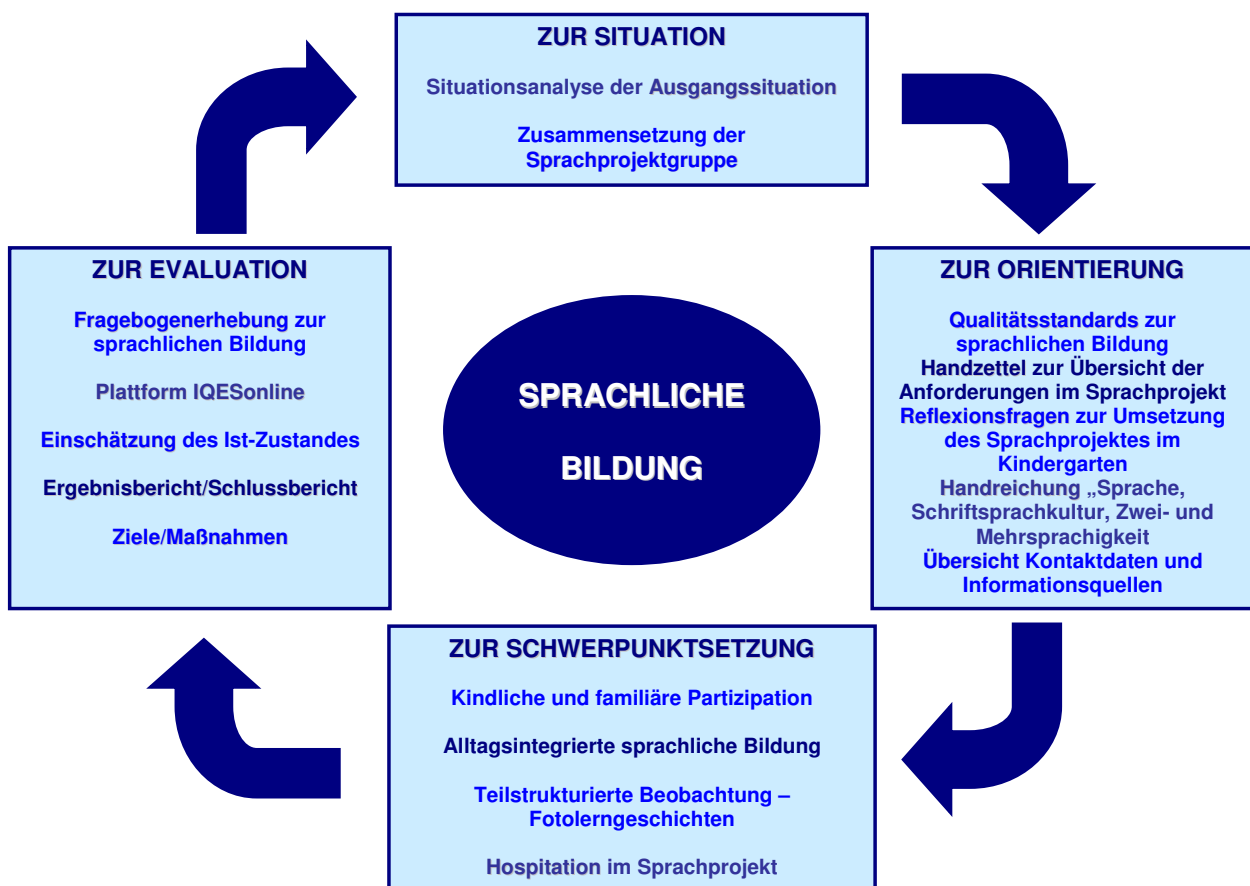 ZUR SITUATION
Situationsanalyse der Ausgangssituation
Zusammensetzung der
Sprachprojektgruppe
ZUR EVALUATION
Fragebogenerhebung zur
sprachlichen Bildung
Plattform IQESonline
Einschätzung des Ist-Zustandes
Ergebnisbericht/Schlussbericht
Ziele/Maßnahmen
SPRACHLICHE
BILDUNG
ZUR ORIENTIERUNG
Qualitätsstandards zur
sprachlichen Bildung
Handzettel zur Übersicht der
Anforderungen im Sprachprojekt
Reflexionsfragen zur Umsetzung
des Sprachprojektes im
Kindergarten
Handreichung „Sprache,
Schriftsprachkultur, Zwei- und
Mehrsprachigkeit
Übersicht Kontaktdaten und
Informationsquellen
ZUR SCHWERPUNKTSETZUNG
Kindliche und familiäre Partizipation
Alltagsintegrierte sprachliche Bildung
Teilstrukturierte Beobachtung –
Fotolerngeschichten
Hospitation im Sprachprojekt